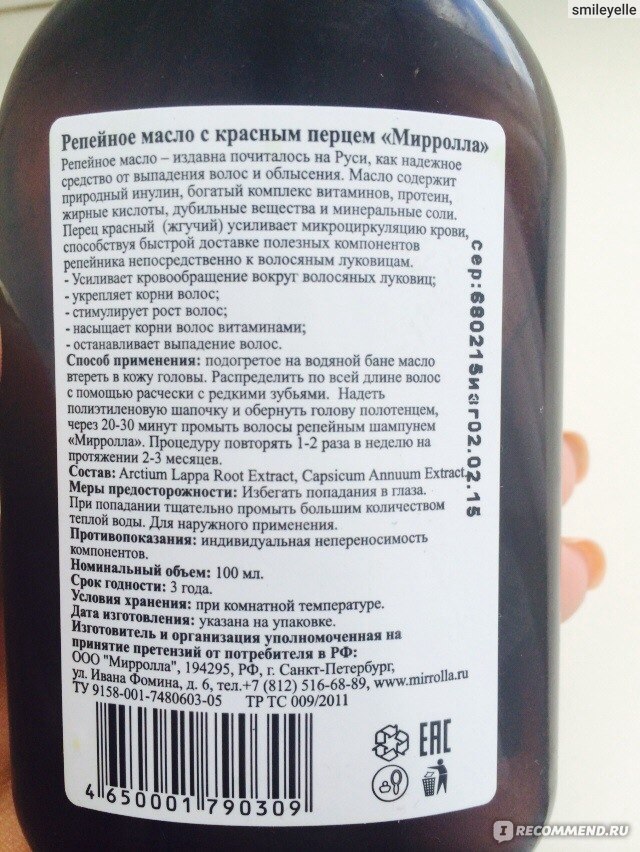 smileyelle
Репейное масло с красным перцем «Мирролла»
Репейное масло – издавна почиталось на Руси, как надежное
средство от выпадения волос и облысения. Масло содержит
природный инулин, богатый комплекс витаминов, протеин,
жирные кислоты, дубильные вещества и минеральные соли.
Перец красный (жгучий) усиливает микроциркуляцию крови,
способствуя быстрой доставке полезных компонентов
репейника непосредственно к волосяным луковицам.
- Усиливает кровообращение вокруг волосяных луковиц;
- укрепляет корни волос;
- стимулирует рост волос;
- насыщает корни волос витаминами;
- останавливает выпадение волос.
Способ применения: подогретое на водяной бане масло
втереть в кожу головы. Распределить по всей длине волос
с помощью расчески с редкими зубьями. Надеть
полиэтиленовую шапочку и обернуть голову полотенцем,
через 20-30 минут промыть волосы репейным шампунем
«Мирролла». Процедуру повторять 1-2 раза в неделю на
протяжении 2-3 месяцев.
Состав: Arctium Lappa Root Extract, Capsicum Annuum Extract.
Меры предосторожности: Избегать попадания в глаза.
При попадании тщательно промыть большим количеством
теплой воды. Для наружного применения.
Противопоказания: индивидуальная непереносимость
компонентов.
Номинальный объем: 100 мл.
Срок годности: 3 года.
Условия хранения: при комнатной температуре.
Дата изготовления: указана на упаковке.
Изготовитель и организация уполномоченная на
принятие претензий от потребителя в РФ:
ООО "Мирролла", 194295, РФ, г. Санкт-Петербург,
ул. Ивана Фомина, д. 6, тел.+7 (812) 516-68-89, www.mirrolla.ru
ТУ 9158-001-7480603-05 ТР ТС 009/2011
4 650001 790309
EAC
сер:680215изг02.02.15
IRECOMMEND.RU